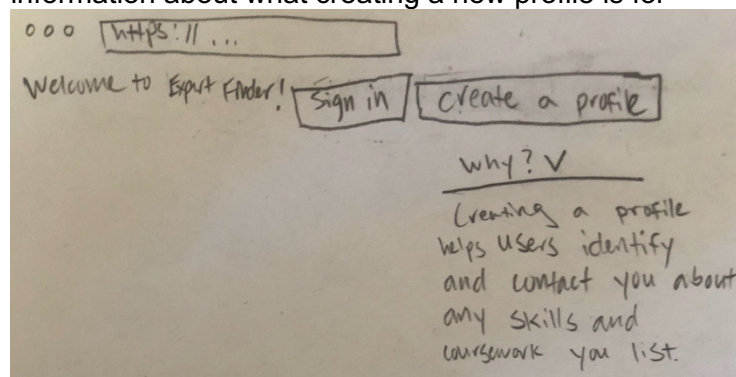 information about what creating a new profile is for
https:// ...
Welcome to Expert Finder! Sign in Create a profile
Why? V
Creating a profile
helps users identify
and contact you about
any skills and
coursework you list.